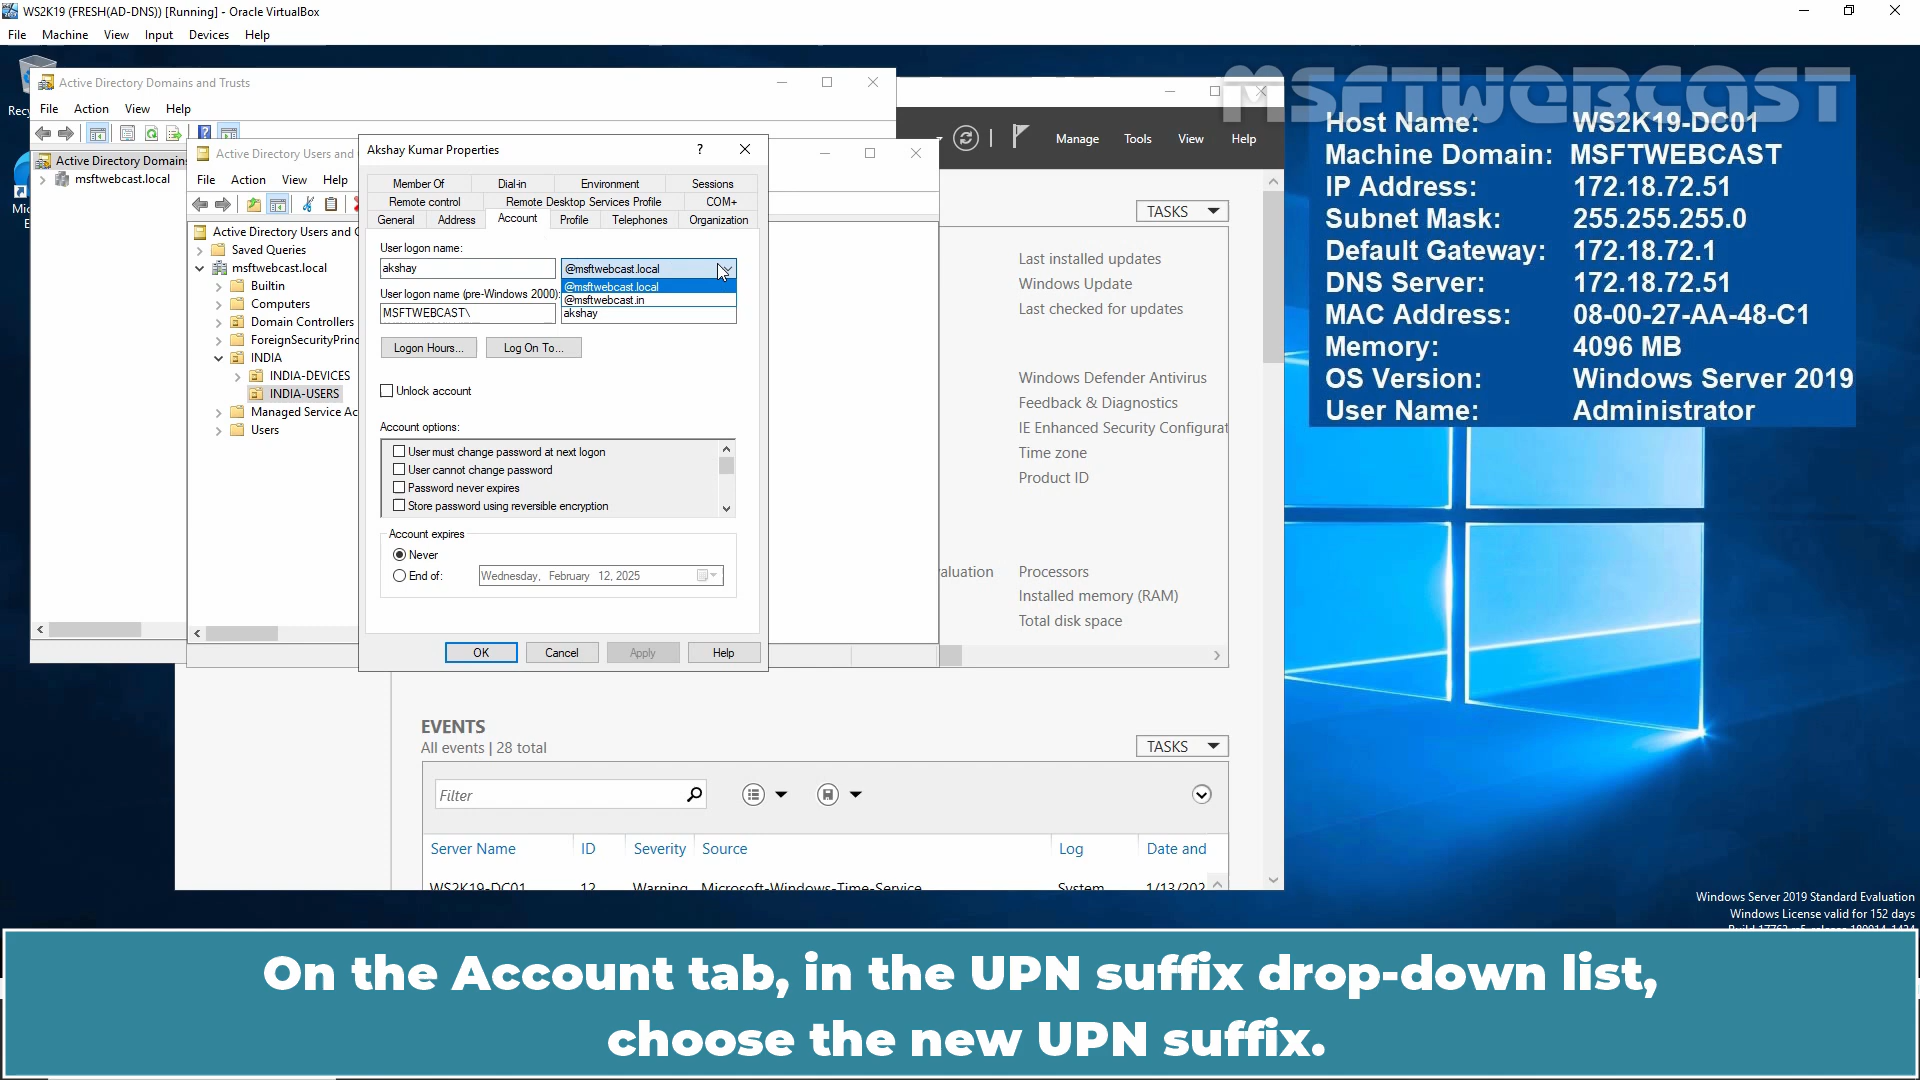 WS2K19 (FRESH(AD-DNS)) [Running] - Oracle VirtualBox
File Machine View Input Devices Help
MSFTWEBCAST
Active Directory Domains and Trusts
File Action View Help
Active Directory Domains
msftwebcast.local
Active Directory Users and
File Action View Help
Active Directory Users and C
Saved Queries
msftwebcast.local
Builtin
Computers
Domain Controllers
ForeignSecurityPrinc
INDIA
INDIA-DEVICES
INDIA-USERS
Managed Service Ac
Users
Akshay Kumar Properties
?
Member Of Dial-in Environment Sessions
Remote control Remote Desktop Services Profile COM+
General Address Account Profile Telephones Organization
User logon name:
akshay @msftwebcast.local
@msftwebcast.local
@msftwebcast.in
User logon name (pre-Windows 2000):
MSFTWEBCAST\ akshay
Logon Hours... Log On To...
Unlock account
Account options:
User must change password at next logon
User cannot change password
Password never expires
Store password using reversible encryption
Account expires
Never
End of: Wednesday, February 12, 2025
OK Cancel Apply Help
Manage Tools View Help
TASKS
Last installed updates
Windows Update
Last checked for updates
Windows Defender Antivirus
Feedback & Diagnostics
IE Enhanced Security Configurat
Time zone
Product ID
aluation Processors
Installed memory (RAM)
Total disk space
EVENTS
All events | 28 total
TASKS
Filter
Server Name ID Severity Source Log Date and
WS2K19-DC01 12 Warning Microsoft-Windows-Time-Service System 1/13/202
Host Name: WS2K19-DC01
Machine Domain: MSFTWEBCAST
IP Address: 172.18.72.51
Subnet Mask: 255.255.255.0
Default Gateway: 172.18.72.1
DNS Server: 172.18.72.51
MAC Address: 08-00-27-AA-48-C1
Memory: 4096 MB
OS Version: Windows Server 2019
User Name: Administrator
Windows Server 2019 Standard Evaluation
Windows License valid for 152 days
On the Account tab, in the UPN suffix drop-down list,
choose the new UPN suffix.